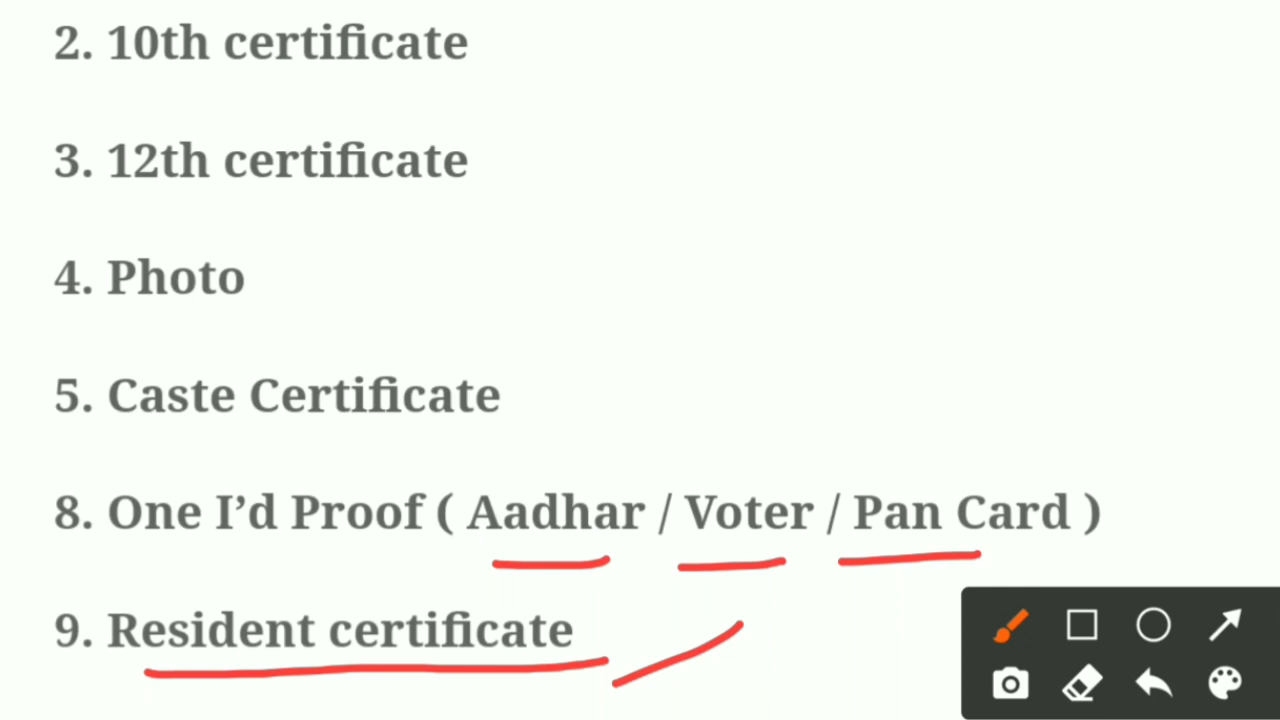 2. 10th certificate
3. 12th certificate
4. Photo
5. Caste Certificate
8. One I’d Proof ( Aadhar / Voter / Pan Card )
9. Resident certificate